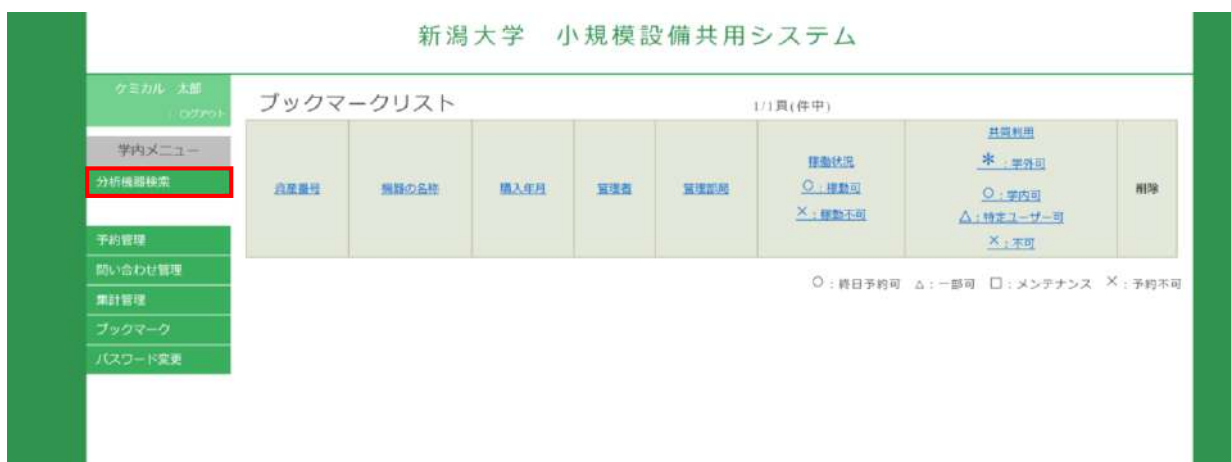 新潟大学 小規模設備共用システム
ケミカル 太郎
: ログアウト
学内メニュー
分析機器検索
予約管理
問い合わせ管理
集計管理
ブックマーク
パスワード変更
ブックマークリスト
1/1頁(件中)
資産番号
機器の名称
購入年月
管理者
管理部局
稼動状況
○:稼動可
×:稼動不可
共同利用
*:学外可
○:学内可
△:特定ユーザー可
×:不可
削除
○:終日予約可 △:一部可 □:メンテナンス ×:予約不可